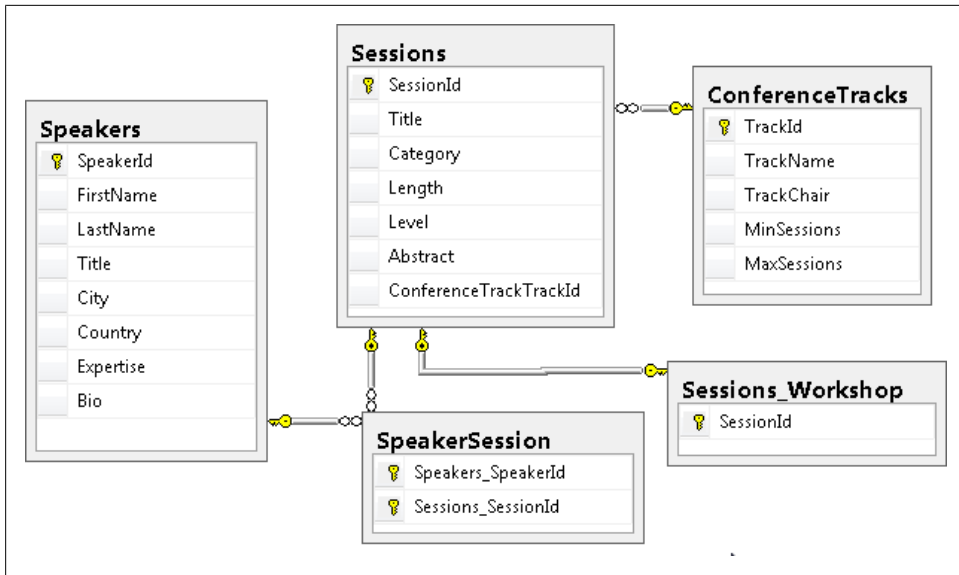 Speakers
SpeakerId
FirstName
LastName
Title
City
Country
Expertise
Bio
Sessions
SessionId
Title
Category
Length
Level
Abstract
ConferenceTrackTrackId
ConferenceTracks
TrackId
TrackName
TrackChair
MinSessions
MaxSessions
SpeakerSession
Speakers_SpeakerId
Sessions_SessionId
Sessions_Workshop
SessionId